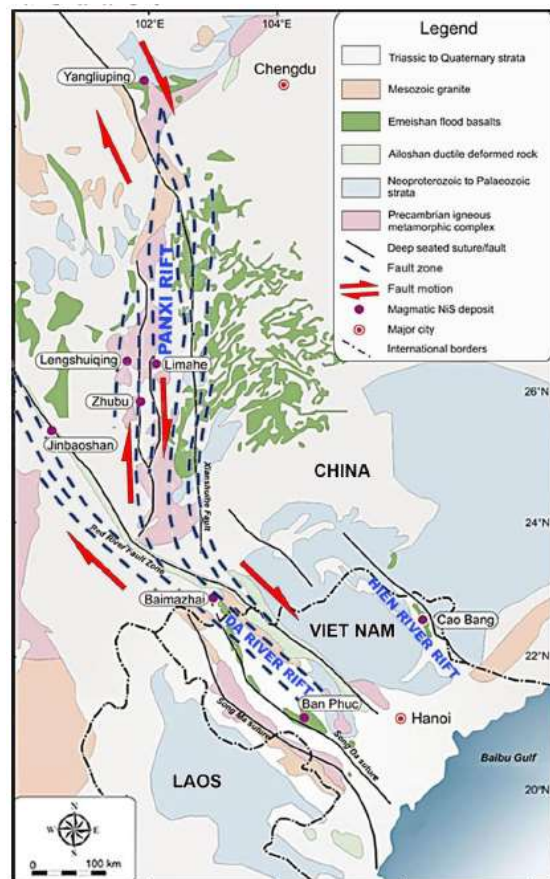 102°E
104°E
Yangliuping
Chengdu
Legend
Triassic to Quaternary strata
Mesozoic granite
Emeishan flood basalts
Ailoshan ductile deformed rock
Neoproterozoic to Palaeozoic
strata
Precambrian igneous
metamorphic complex
Deep seated suture/fault
Fault zone
Fault motion
Magmatic NiS deposit
Major city
International borders
PANXI RIFT
Lengshuiqing
Limahe
Zhubu
Jinbaoshan
26°N
CHINA
Xianshuihe Fault
24°N
Red River Fault Zone
Baimazhai
VIET NAM
HIEN RIVER RIFT
Cao Bang
DA RIVER RIFT
22°N
Ban Phuc
Hanoi
Song Ma suture
Song Da suture
Baibu Gulf
LAOS
20°N
N
N
W
E
S
0 100 km